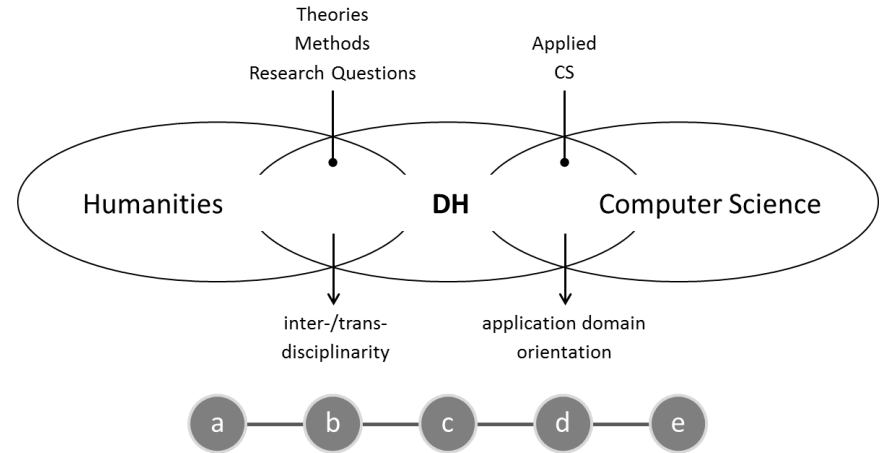 Theories
Methods
Research Questions
Applied
CS
Humanities
DH
Computer Science
inter-/trans-
disciplinarity
application domain
orientation
a
b
c
d
e